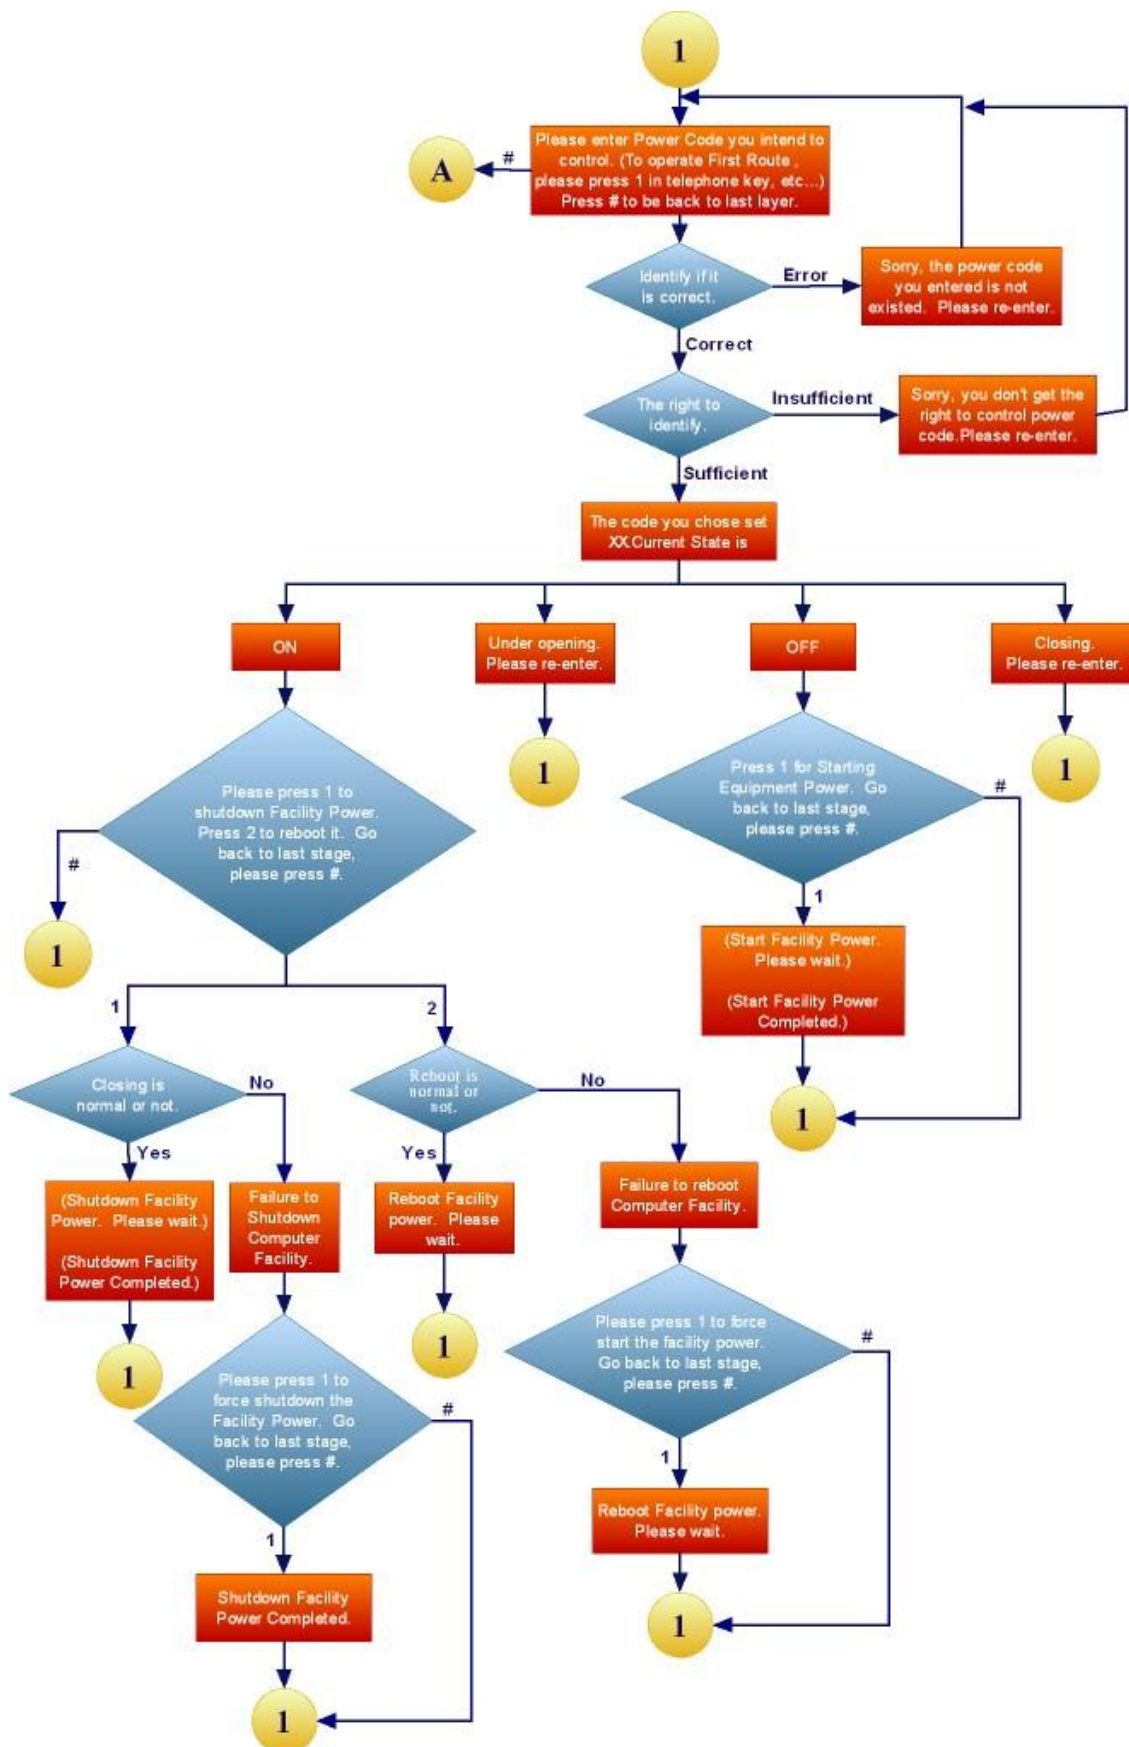 1
Please enter Power Code you intend to
control. (To operate First Route ,
please press 1 in telephone key, etc...)
Press # to be back to last layer.
#
A
Identify if it
is correct.
Error
Sorry, the power code
you entered is not
existed. Please re-enter.
Correct
The right to
identify.
Insufficient
Sorry, you don't get the
right to control power
code.Please re-enter.
Sufficient
The code you chose set
XX.Current State is
ON
Under opening.
Please re-enter.
OFF
Closing.
Please re-enter.
1
1
Please press 1 to
shutdown Facility Power.
Press 2 to reboot it. Go
back to last stage,
please press #.
#
1
Press 1 for Starting
Equipment Power. Go
back to last stage,
please press #.
#
1
(Start Facility Power.
Please wait.)
(Start Facility Power
Completed.)
1
1
2
Closing is
normal or not.
No
Yes
Reboot is
normal or
not.
No
Yes
(Shutdown Facility
Power. Please wait.)
(Shutdown Facility
Power Completed.)
1
Failure to
Shutdown
Computer
Facility.
Reboot Facility
power. Please
wait.
1
Failure to reboot
Computer Facility.
Please press 1 to
force shutdown the
Facility Power. Go
back to last stage,
please press #.
#
1
Shutdown Facility
Power Completed.
1
Please press 1 to force
start the facility power.
Go back to last stage,
please press #.
#
1
Reboot Facility power.
Please wait.
1